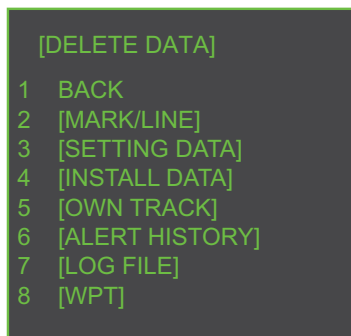 [DELETE DATA]
1 BACK
2 [MARK/LINE]
3 [SETTING DATA]
4 [INSTALL DATA]
5 [OWN TRACK]
6 [ALERT HISTORY]
7 [LOG FILE]
8 [WPT]